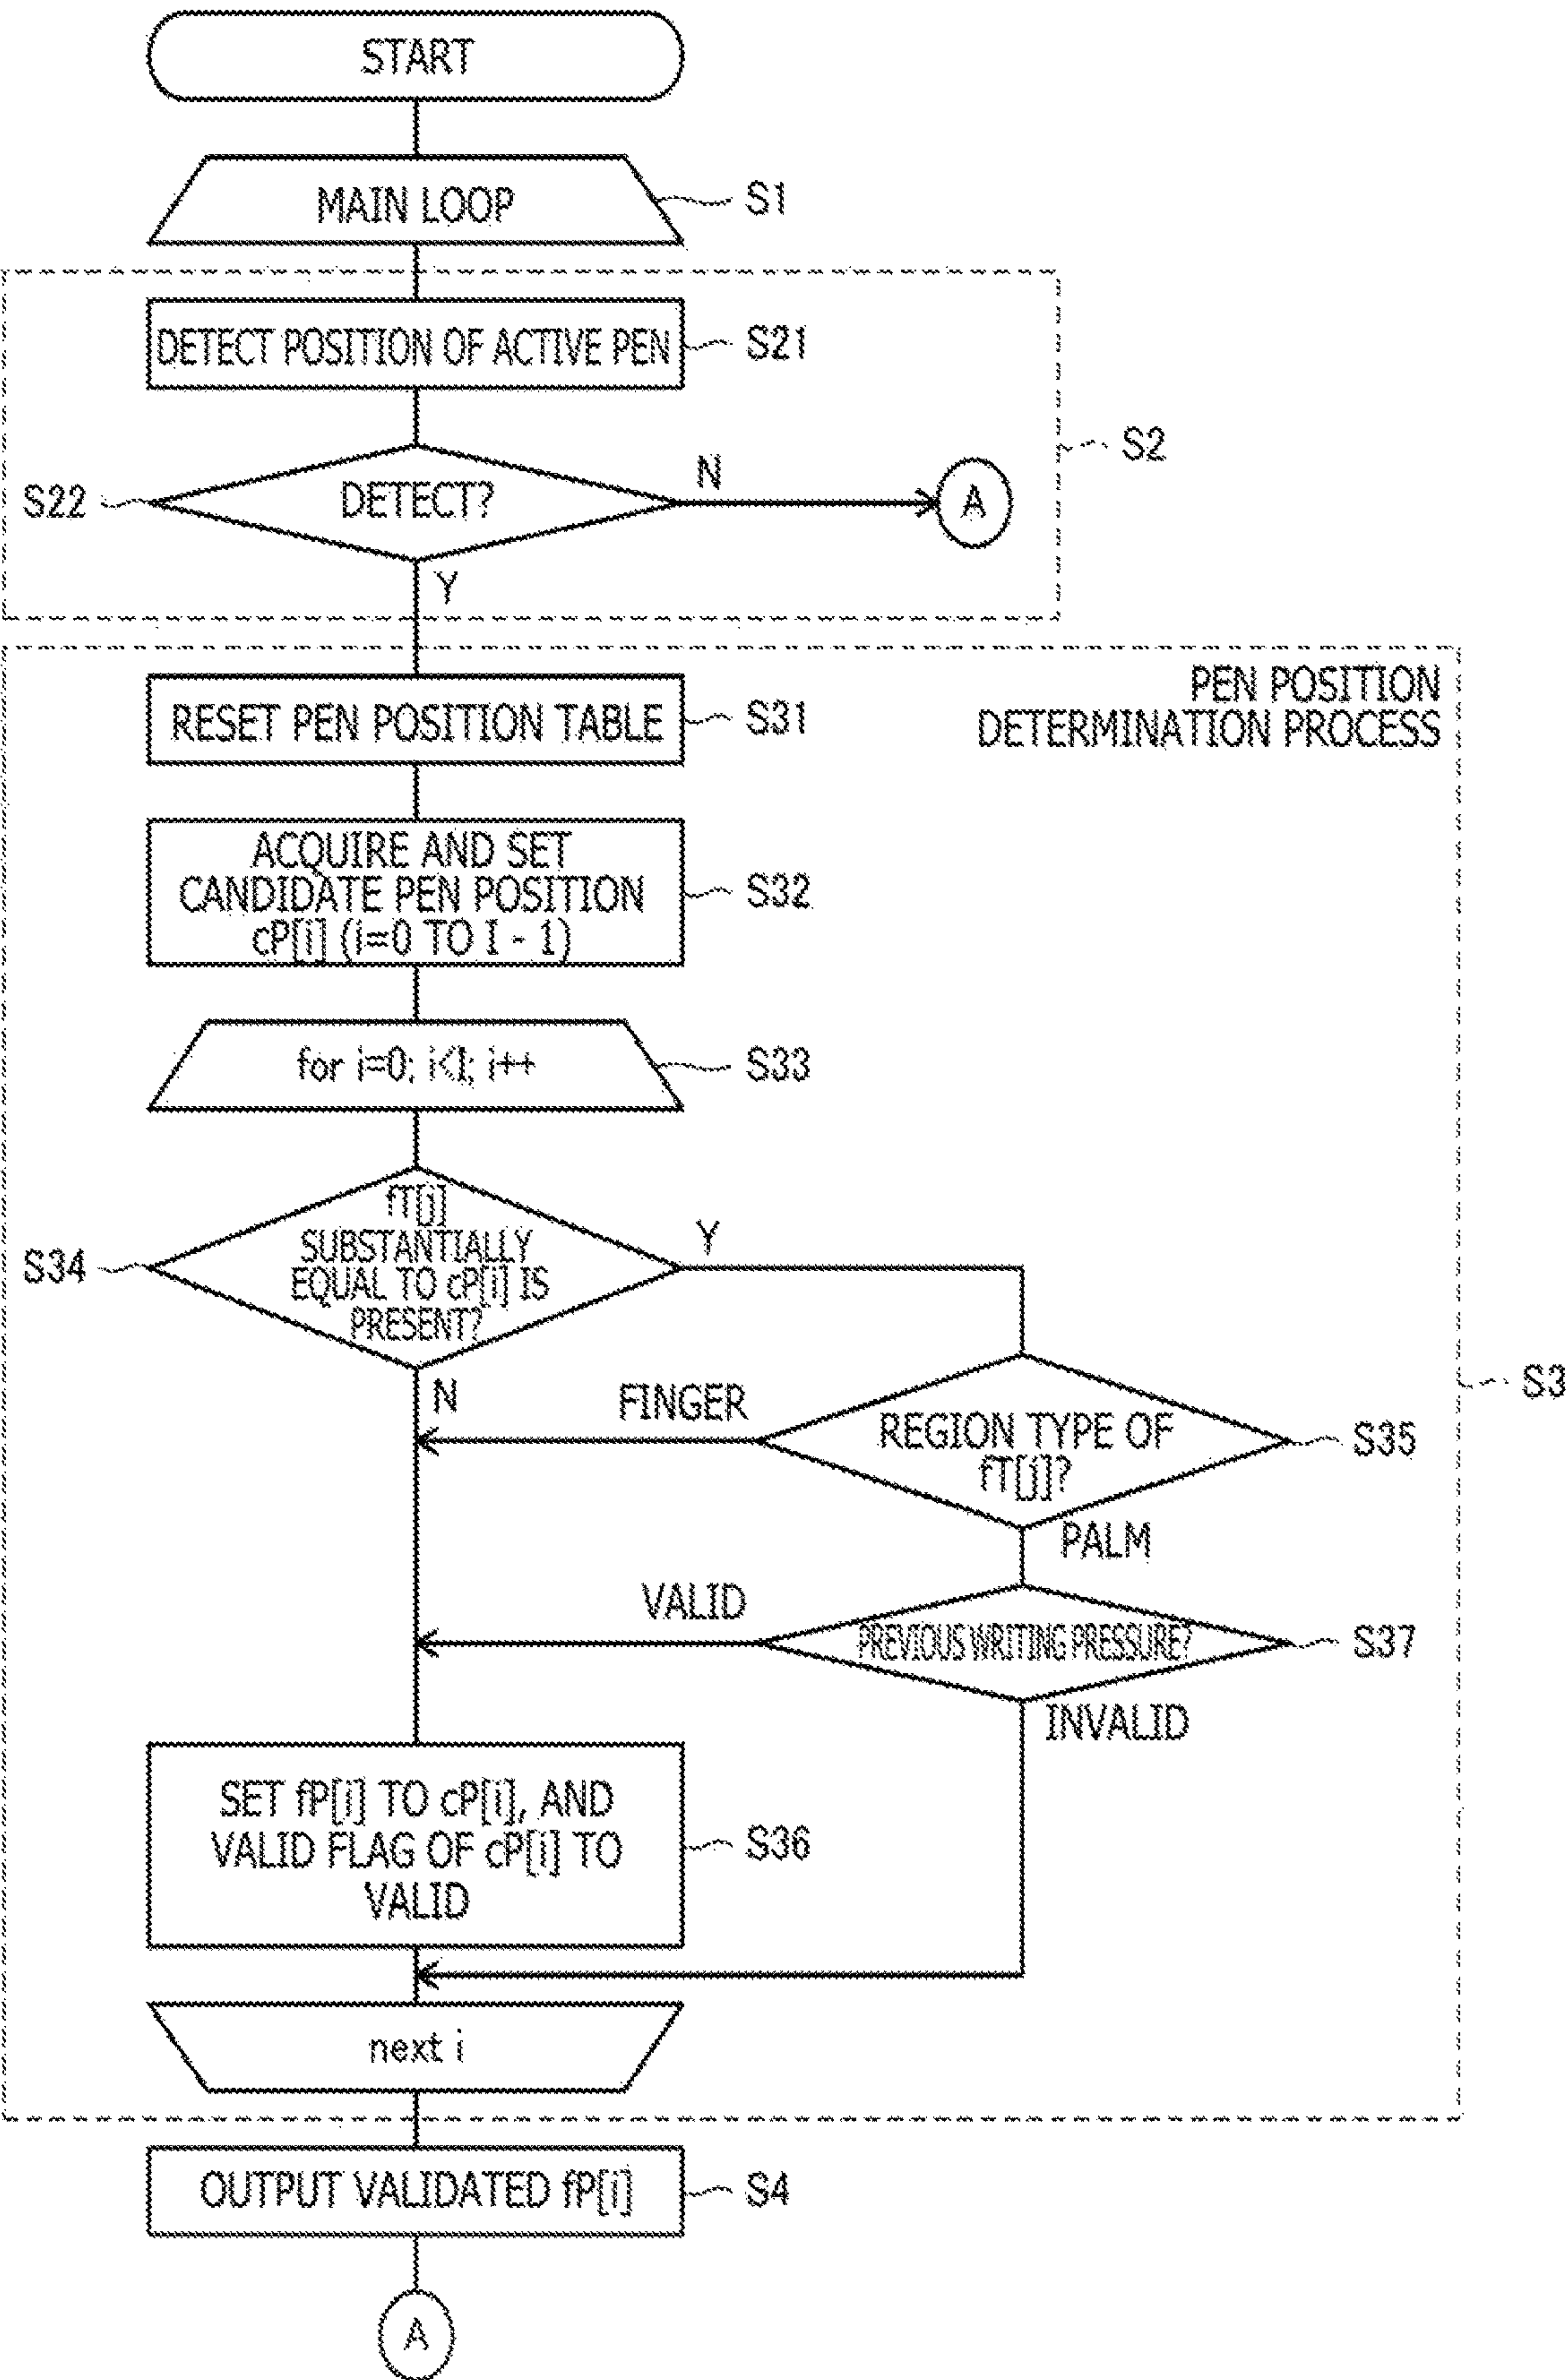 START
MAIN LOOP
S1
DETECT POSITION OF ACTIVE PEN
S21
S2
S22
DETECT?
N
A
Y
PEN POSITION
DETERMINATION PROCESS
RESET PEN POSITION TABLE
S31
ACQUIRE AND SET
CANDIDATE PEN POSITION
cP[i] (i=0 TO I - 1)
S32
for i=0; i<I; i++
S33
S34
fT[j]
SUBSTANTIALLY
EQUAL TO cP[i] IS
PRESENT?
Y
N
S3
FINGER
REGION TYPE OF
fT[j]?
S35
PALM
VALID
PREVIOUS WRITING PRESSURE?
S37
INVALID
SET fP[i] TO cP[i], AND
VALID FLAG OF cP[i] TO
VALID
S36
next i
OUTPUT VALIDATED fP[i]
S4
A